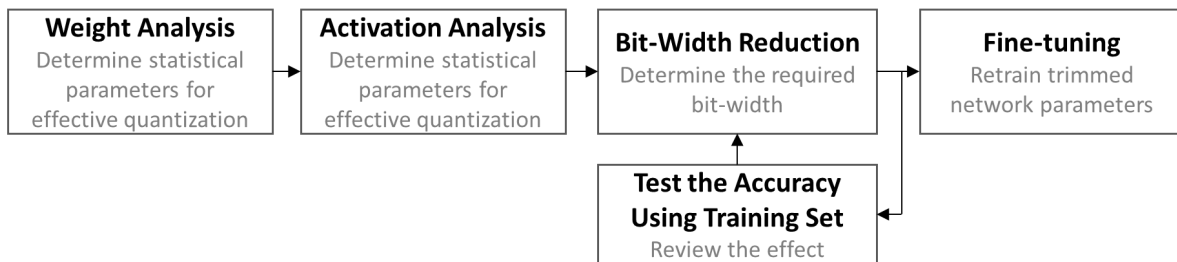 Weight Analysis
Determine statistical
parameters for
effective quantization
Activation Analysis
Determine statistical
parameters for
effective quantization
Bit-Width Reduction
Determine the required
bit-width
Fine-tuning
Retrain trimmed
network parameters
Test the Accuracy
Using Training Set
Review the effect